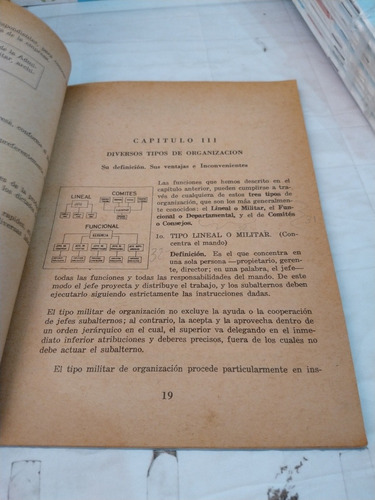 CAPITULO III
DIVERSOS TIPOS DE ORGANIZACION
Su definición. Sus ventajas e Inconvenientes
LINEAL
COMITES
FUNCIONAL
GERENCIA
Las funciones que hemos descrito en el
capítulo anterior, pueden cumplirse a tra-
vés de cualquiera de estos tres tipos de
organización, que son los más generalmente
conocidos: el Lineal o Militar, el Fun-
cional o Departamental, y el de Comités
o Consejos.
1o. TIPO LINEAL O MILITAR. (Con-
centra el mando)
Definición. Es el que concentra en
una sola persona —propietario, geren-
te, director; en una palabra, el jefe—
todas las funciones y todas las responsabilidades del mando. De este
modo el jefe proyecta y distribuye el trabajo, y los subalternos deben
ejecutarlo siguiendo estrictamente las instrucciones dadas.
El tipo militar de organización no excluye la ayuda o la cooperación
de jefes subalternos; al contrario, la acepta y la aprovecha dentro de
un orden jerárquico en el cual, el superior va delegando en el inme-
diato inferior atribuciones y deberes precisos, fuera de los cuales no
debe actuar el subalterno.
El tipo militar de organización procede particularmente en ins-
19